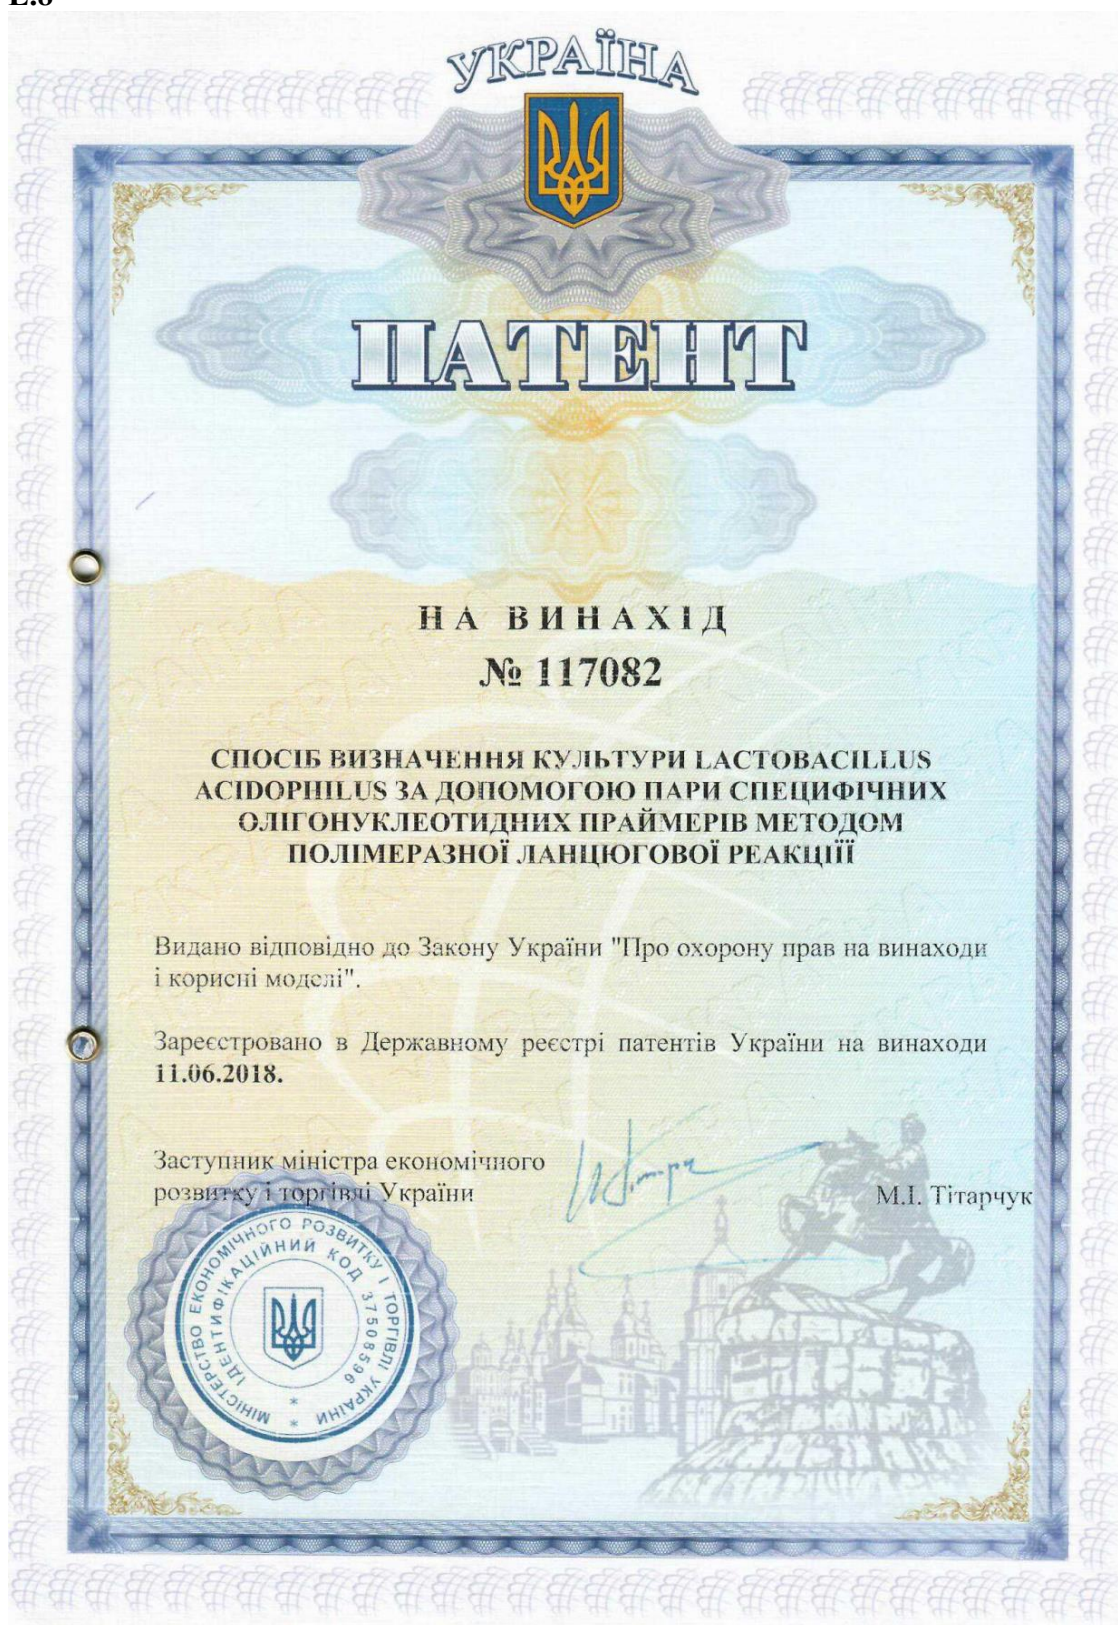 УКРАЇНА
ПАТЕНТ
НА ВИНАХІД
№ 117082
СПОСІБ ВИЗНАЧЕННЯ КУЛЬТУРИ LACTOBACILLUS
ACIDOPHILUS ЗА ДОПОМОГОЮ ПАРИ СПЕЦИФІЧНИХ
ОЛІГОНУКЛЕОТИДНИХ ПРАЙМЕРІВ МЕТОДОМ
ПОЛІМЕРАЗНОЇ ЛАНЦЮГОВОЇ РЕАКЦІЇЇ
Видано відповідно до Закону України "Про охорону прав на винаходи
і корисні моделі".
Зареєстровано в Державному реєстрі патентів України на винаходи
11.06.2018.
Заступник міністра економічного
розвитку і торгівлі України
М.І. Тітарчук
МІНІСТЕРСТВО ЕКОНОМІЧНОГО РОЗВИТКУ І ТОРГІВЛІ УКРАЇНИ *
ІДЕНТИФІКАЦІЙНИЙ КОД 37508596 *